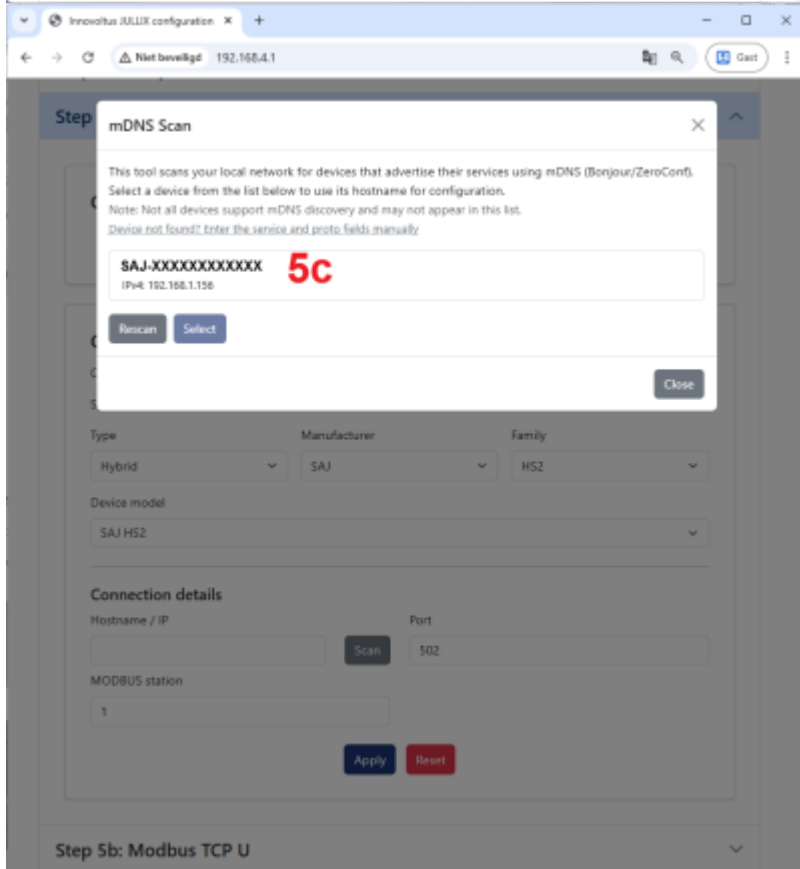 Innovoltus JULLIX configuration
Niet beveiligd 192.168.4.1
Gast
Step
mDNS Scan
This tool scans your local network for devices that advertise their services using mDNS (Bonjour/ZeroConf).
Select a device from the list below to use its hostname for configuration.
Note: Not all devices support mDNS discovery and may not appear in this list.
Device not found? Enter the service and proto fields manually
SAJ-XXXXXXXXXXXX 5c
IPv4: 192.168.1.156
Rescan Select
Close
Type Manufacturer Family
Hybrid SAJ HS2
Device model
SAJ HS2
Connection details
Hostname / IP Port
Scan 502
MODBUS station
1
Apply Reset
Step 5b: Modbus TCP U